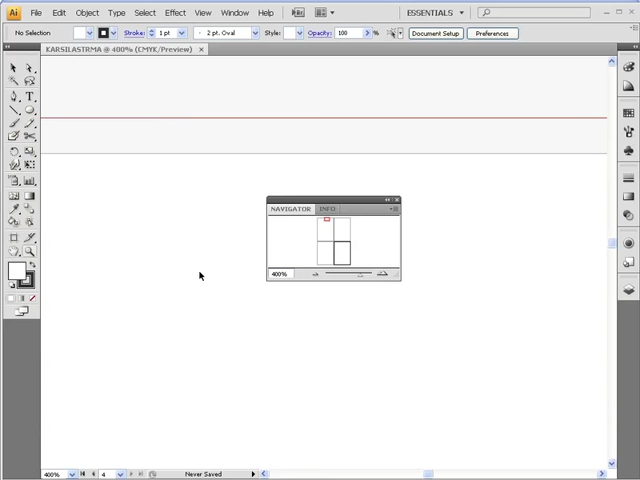 Ai File Edit Object Type Select Effect View Window Help Br ESSENTIALS
No Selection Stroke: 1 pt 2 pt. Oval Style: Opacity: 100 % Document Setup Preferences
KARSILASTRMA @ 400% (CMYK/Preview)
NAVIGATOR INFO
400%
400% 4 Never Saved